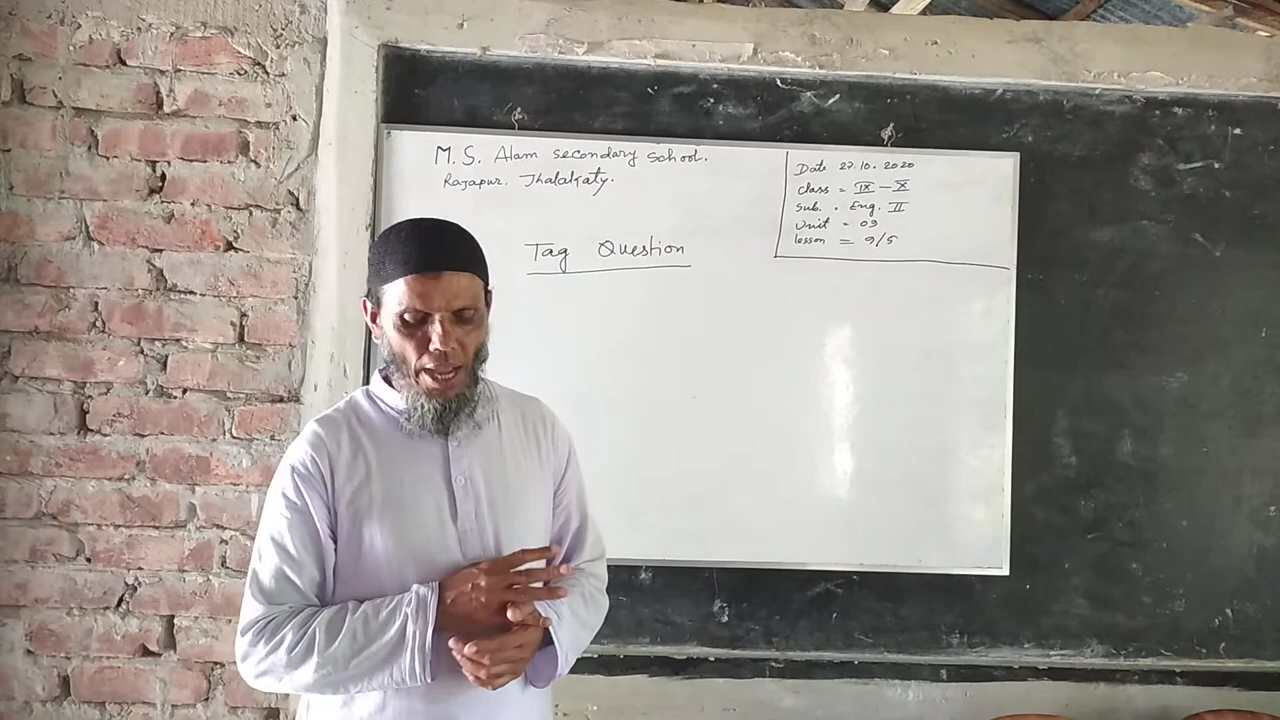 M. S. Alam secondary school.
Rajapur. Jhalakaty.
Date 27.10.2020
class = IX - X
Sub. . Eng. II
Unit = 09
lesson = 9/5
Tag Question